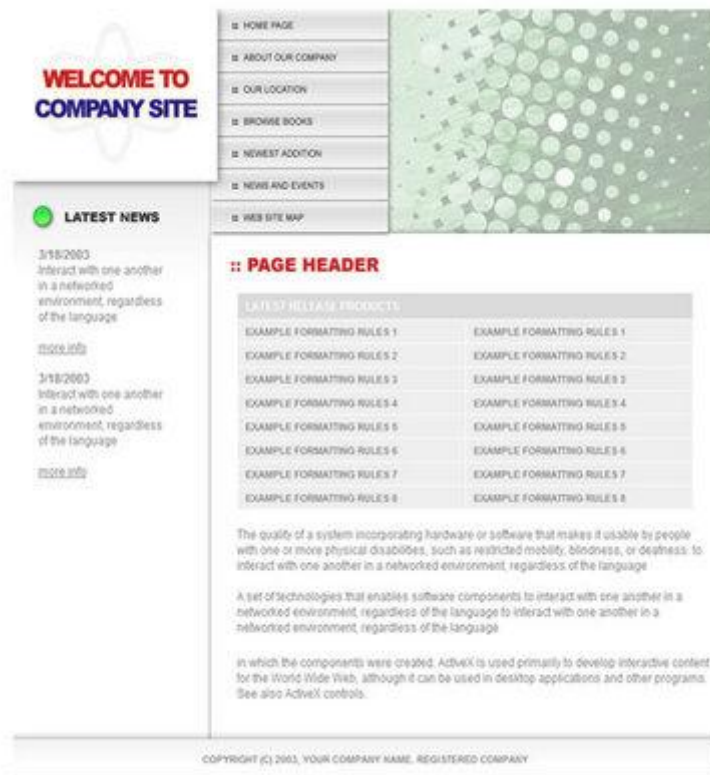 WELCOME TO
COMPANY SITE
HOME PAGE
ABOUT OUR COMPANY
OUR LOCATION
BROWSE BOOKS
NEWEST ADDITION
NEWS AND EVENTS
WEB SITE MAP
LATEST NEWS
3/18/2003
Interact with one another
in a networked
environment, regardless
of the language
more info
3/18/2003
Interact with one another
in a networked
environment, regardless
of the language
more info
:: PAGE HEADER
LATEST RELEASE PRODUCTS
EXAMPLE FORMATTING RULES 1 EXAMPLE FORMATTING RULES 1
EXAMPLE FORMATTING RULES 2 EXAMPLE FORMATTING RULES 2
EXAMPLE FORMATTING RULES 3 EXAMPLE FORMATTING RULES 3
EXAMPLE FORMATTING RULES 4 EXAMPLE FORMATTING RULES 4
EXAMPLE FORMATTING RULES 5 EXAMPLE FORMATTING RULES 5
EXAMPLE FORMATTING RULES 6 EXAMPLE FORMATTING RULES 6
EXAMPLE FORMATTING RULES 7 EXAMPLE FORMATTING RULES 7
EXAMPLE FORMATTING RULES 8 EXAMPLE FORMATTING RULES 8
The quality of a system incorporating hardware or software that makes it usable by people
with one or more physical disabilities, such as restricted mobility, blindness, or deafness. to
interact with one another in a networked environment, regardless of the language
A set of technologies that enables software components to interact with one another in a
networked environment, regardless of the language to interact with one another in a
networked environment, regardless of the language
in which the components were created. ActiveX is used primarily to develop interactive content
for the World Wide Web, although it can be used in desktop applications and other programs.
See also ActiveX controls.
COPYRIGHT (C) 2003, YOUR COMPANY NAME, REGISTERED COMPANY